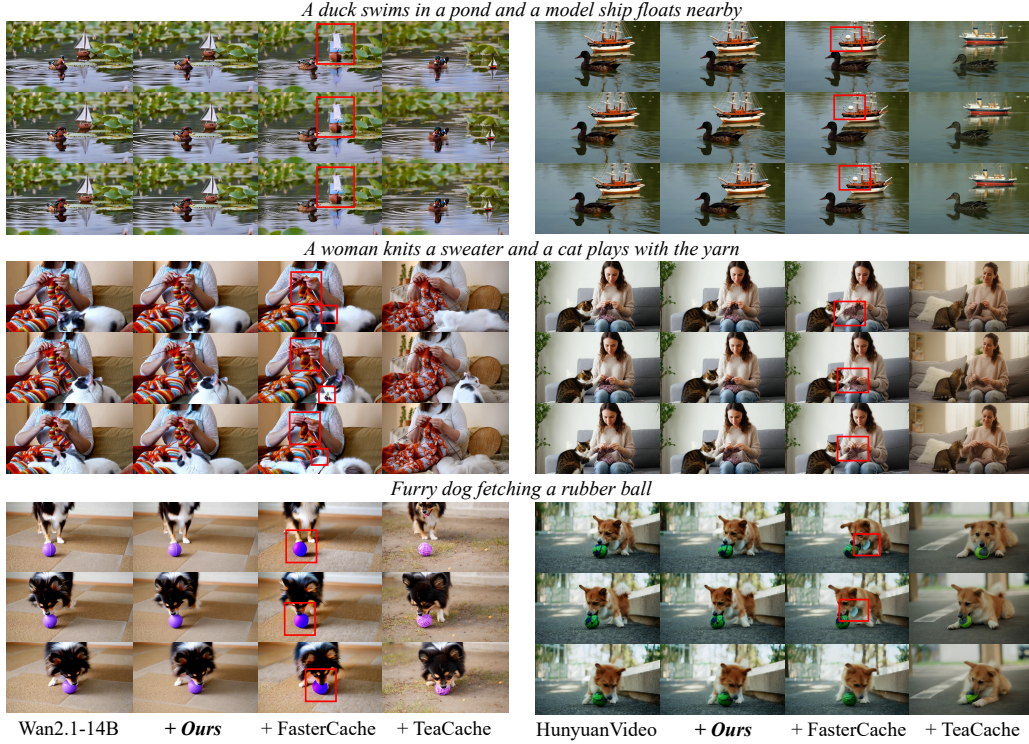 A duck swims in a pond and a model ship floats nearby
A woman knits a sweater and a cat plays with the yarn
Furry dog fetching a rubber ball
Wan2.1-14B + Ours + FasterCache + TeaCache HunyuanVideo + Ours + FasterCache + TeaCache